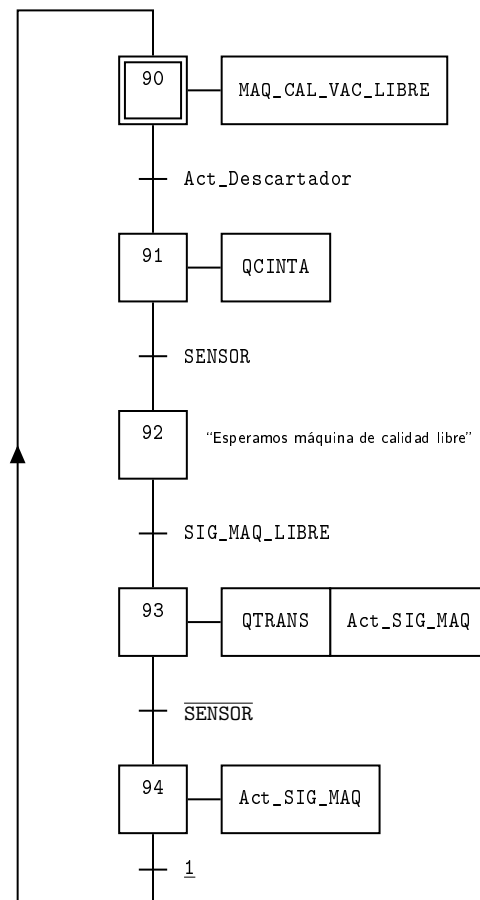 90 MAQ_CAL_VAC_LIBRE
Act_Descartador
91 QCINTA
SENSOR
92 “Esperamos máquina de calidad libre”
SIG_MAQ_LIBRE
93 QTRANS Act_SIG_MAQ
SENSOR
94 Act_SIG_MAQ
1